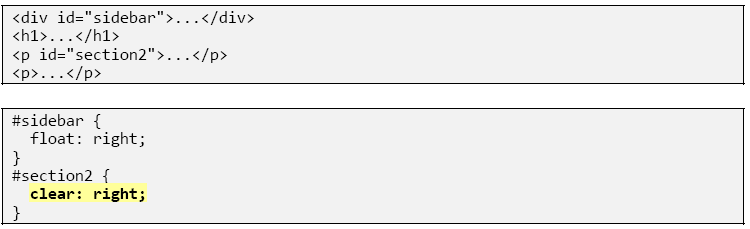 <div id="sidebar">...</div>
<h1>...</h1>
<p id="section2">...</p>
<p>...</p>
#sidebar {
  float: right;
}
#section2 {
  clear: right;
}